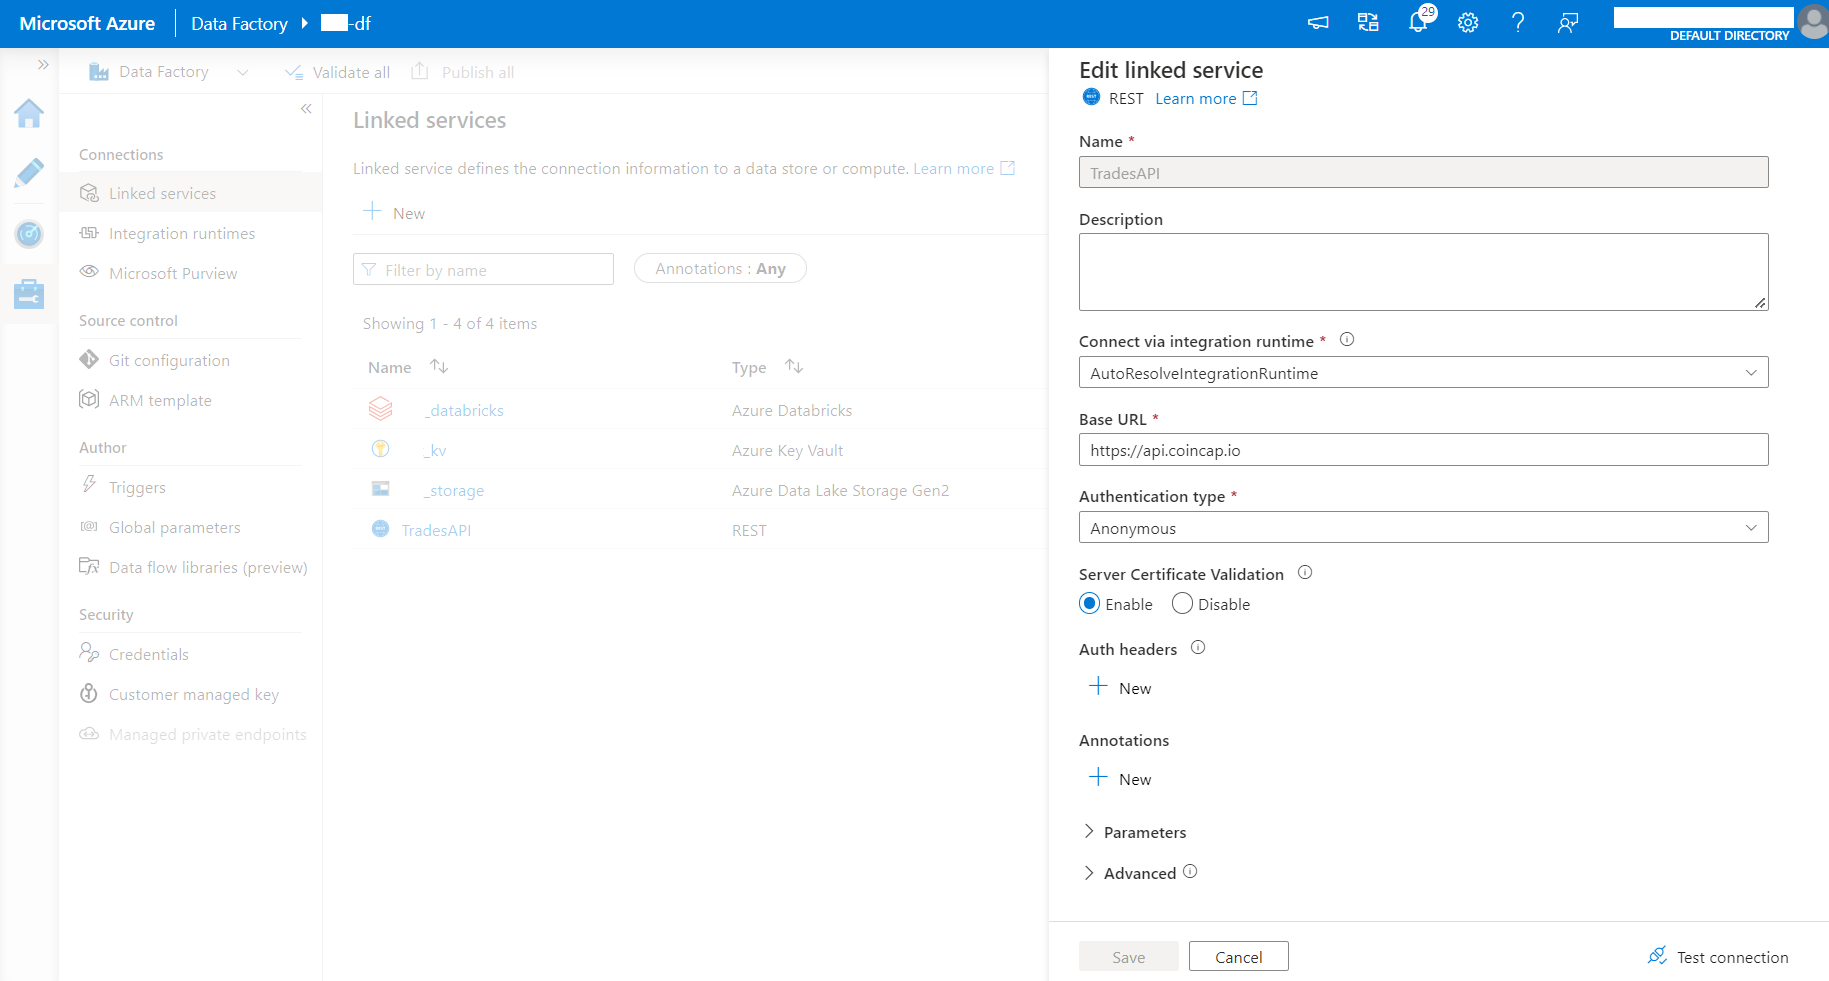 Microsoft Azure
Data Factory
-df
29
DEFAULT DIRECTORY
Data Factory
Validate all
Publish all
Connections
Linked services
Integration runtimes
Microsoft Purview
Source control
Git configuration
ARM template
Author
Triggers
Global parameters
Data flow libraries (preview)
Security
Credentials
Customer managed key
Managed private endpoints
Linked services
Linked service defines the connection information to a data store or compute. Learn more
New
Filter by name
Annotations : Any
Showing 1 - 4 of 4 items
Name Type
_databricks Azure Databricks
_kv Azure Key Vault
_storage Azure Data Lake Storage Gen2
TradesAPI REST
Edit linked service
REST Learn more
Name *
TradesAPI
Description
Connect via integration runtime *
AutoResolveIntegrationRuntime
Base URL *
https://api.coincap.io
Authentication type *
Anonymous
Server Certificate Validation
Enable Disable
Auth headers
New
Annotations
New
Parameters
Advanced
Save Cancel Test connection